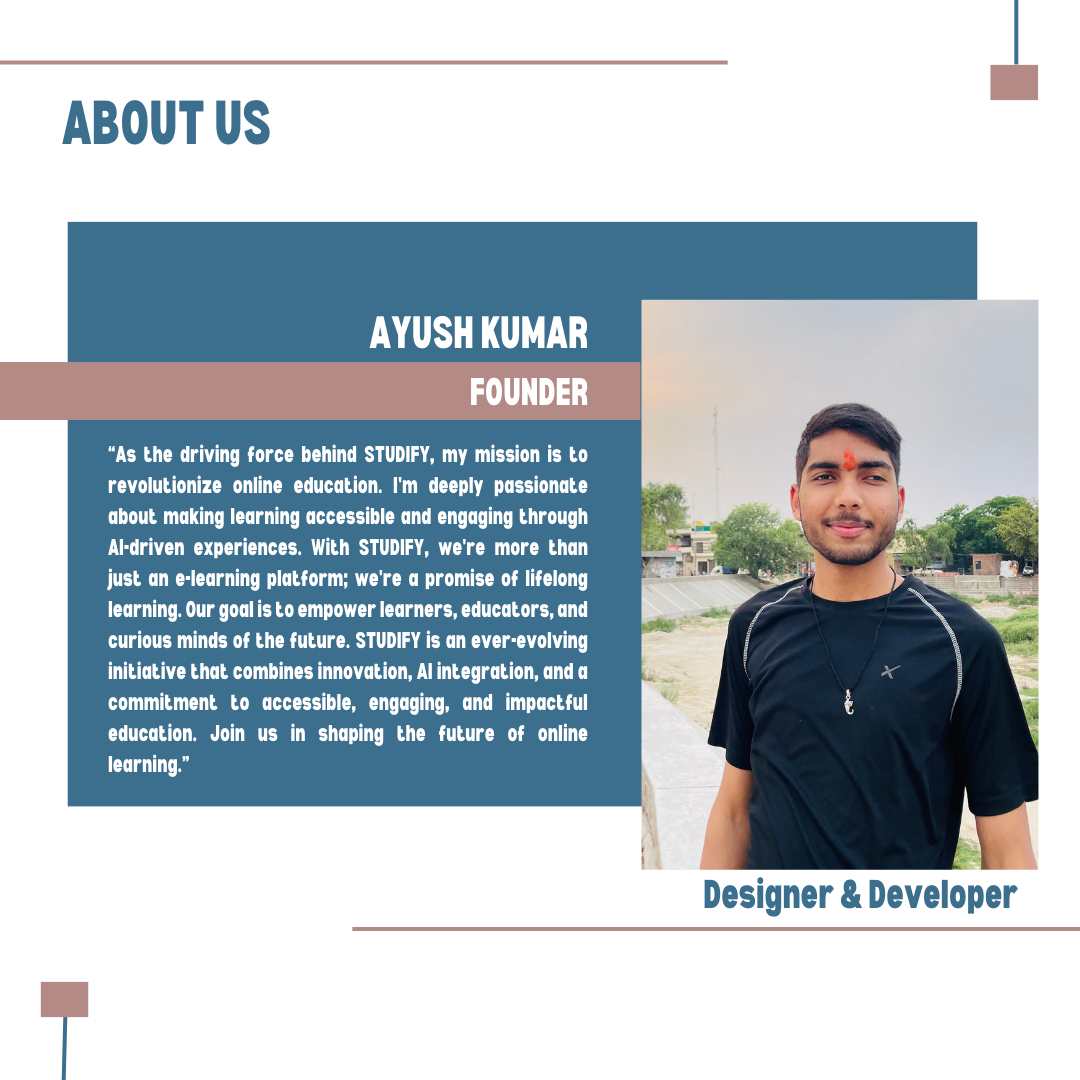 ABOUT US
AYUSH KUMAR
FOUNDER
“As the driving force behind STUDIFY, my mission is to
revolutionize online education. I'm deeply passionate
about making learning accessible and engaging through
AI-driven experiences. With STUDIFY, we're more than
just an e-learning platform; we're a promise of lifelong
learning. Our goal is to empower learners, educators, and
curious minds of the future. STUDIFY is an ever-evolving
initiative that combines innovation, AI integration, and a
commitment to accessible, engaging, and impactful
education. Join us in shaping the future of online
learning.”
Designer & Developer